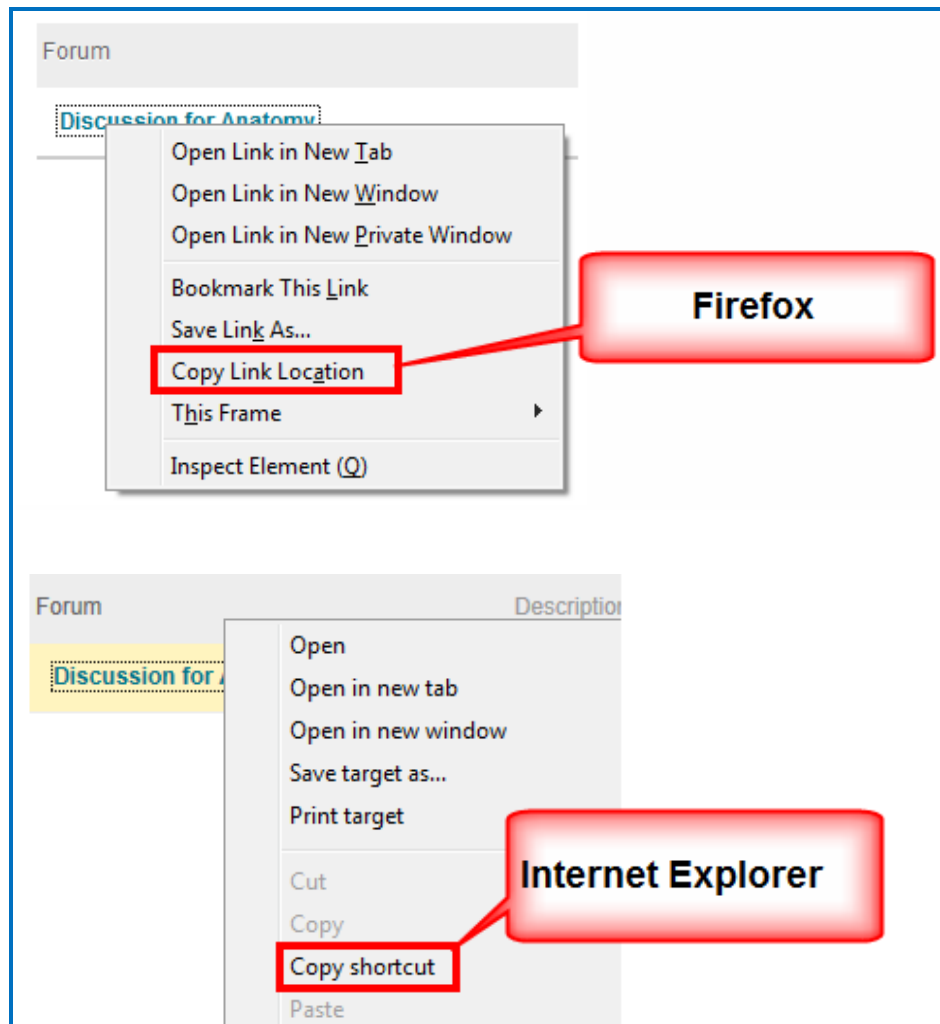 Forum
Discussion for Anatomy
Open Link in New Tab
Open Link in New Window
Open Link in New Private Window
Bookmark This Link
Save Link As...
Copy Link Location
This Frame
Inspect Element (Q)
Firefox
Forum Description
Discussion for
Open
Open in new tab
Open in new window
Save target as...
Print target
Cut
Copy
Copy shortcut
Paste
Internet Explorer